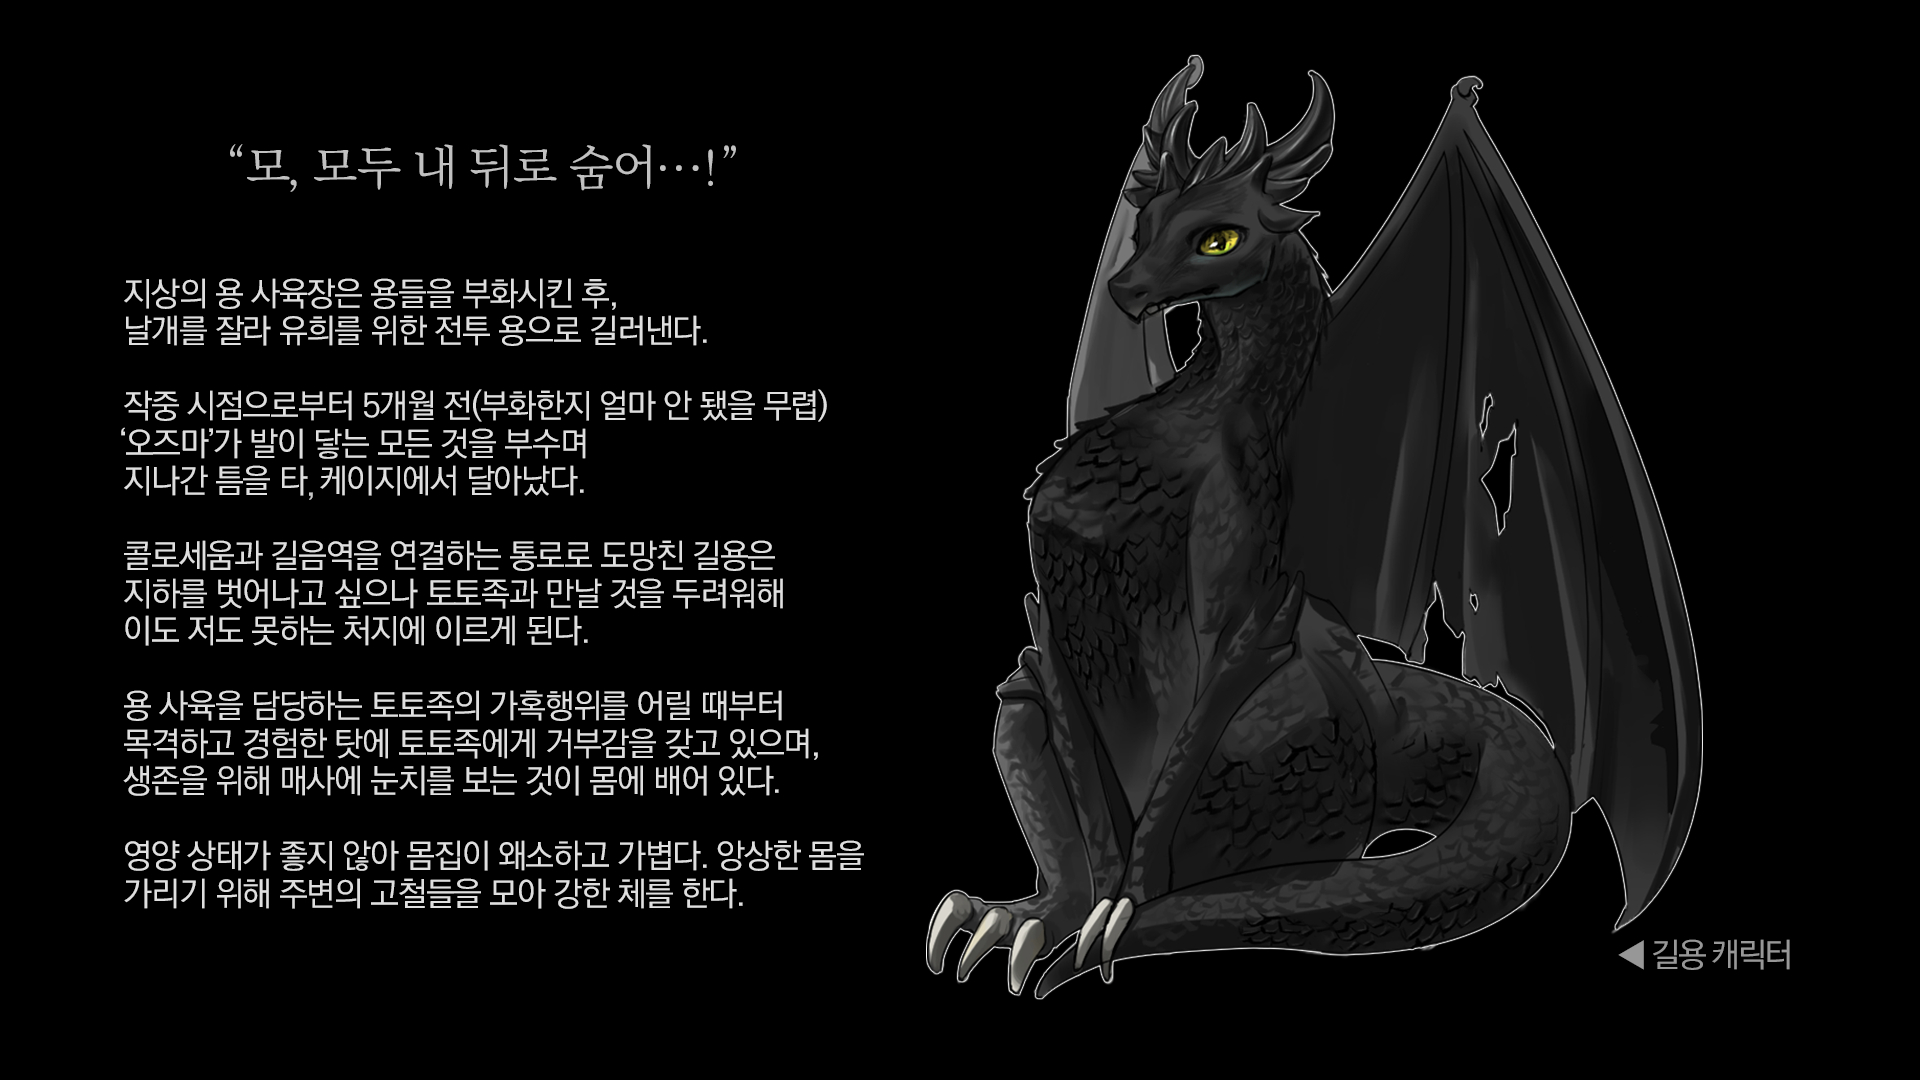 “모, 모두 내 뒤로 숨어…!”
지상의 용 사육장은 용들을 부화시킨 후,
날개를 잘라 유희를 위한 전투 용으로 길러낸다.
작중 시점으로부터 5개월 전(부화한지 얼마 안 됐을 무렵)
‘오즈마’가 발이 닿는 모든 것을 부수며
지나간 틈을 타, 케이지에서 달아났다.
콜로세움과 길음역을 연결하는 통로로 도망친 길용은
지하를 벗어나고 싶으나 토토족과 만날 것을 두려워해
이도 저도 못하는 처지에 이르게 된다.
용 사육을 담당하는 토토족의 가혹행위를 어릴 때부터
목격하고 경험한 탓에 토토족에게 거부감을 갖고 있으며,
생존을 위해 매사에 눈치를 보는 것이 몸에 배어 있다.
영양 상태가 좋지 않아 몸집이 왜소하고 가볍다. 앙상한 몸을
가리기 위해 주변의 고철들을 모아 강한 체를 한다.
◀ 길용 캐릭터